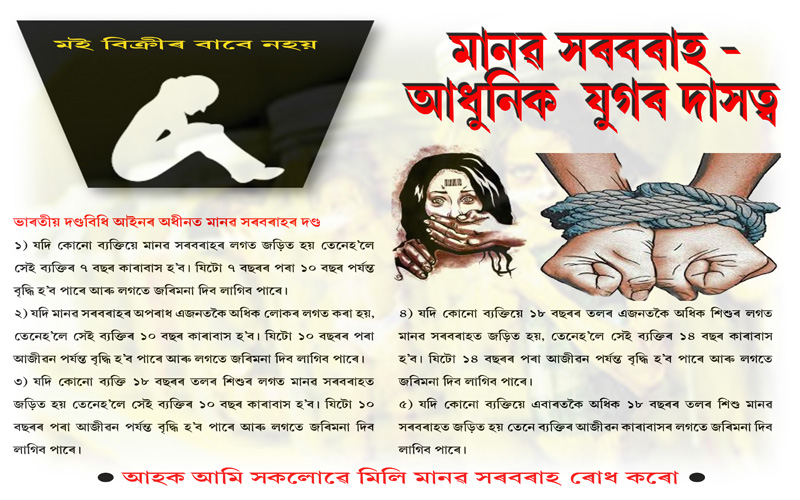 মই বিক্ৰীৰ বাবে নহয়
মানৱ সৰবৰাহ -
আধুনিক যুগৰ দাসত্ব
ভাৰতীয় দণ্ডবিধি আইনৰ অধীনত মানৱ সৰবৰাহৰ দণ্ড
১) যদি কোনো ব্যক্তিয়ে মানৱ সৰবৰাহৰ লগত জড়িত হয় তেনেহ'লে
সেই ব্যক্তিৰ ৭ বছৰ কাৰাবাস হ'ব। যিটো ৭ বছৰৰ পৰা ১০ বছৰ পৰ্যন্ত
বৃদ্ধি হ'ব পাৰে আৰু লগতে জৰিমনা দিব লাগিব পাৰে।
২) যদি মানৱ সৰবৰাহৰ অপৰাধ এজনতকৈ অধিক লোকৰ লগত কৰা হয়,
তেনেহ'লে সেই ব্যক্তিৰ ১০ বছৰ কাৰাবাস হ'ব। যিটো ১০ বছৰৰ পৰা
আজীৱন পৰ্যন্ত বৃদ্ধি হ'ব পাৰে আৰু লগতে জৰিমনা দিব লাগিব পাৰে।
৩) যদি কোনো ব্যক্তি ১৮ বছৰৰ তলৰ শিশুৰ লগত মানৱ সৰবৰাহত
জড়িত হয় তেনেহ'লে সেই ব্যক্তিৰ ১০ বছৰ কাৰাবাস হ'ব। যিটো ১০
বছৰৰ পৰা আজীৱন পৰ্যন্ত বৃদ্ধি হ'ব পাৰে আৰু লগতে জৰিমনা দিব
লাগিব পাৰে।
৪) যদি কোনো ব্যক্তিয়ে ১৮ বছৰৰ তলৰ এজনতকৈ অধিক শিশুৰ লগত
মানৱ সৰবৰাহত জড়িত হয়, তেনেহ'লে সেই ব্যক্তিৰ ১৪ বছৰ কাৰাবাস
হ'ব। যিটো ১৪ বছৰৰ পৰা আজীৱন পৰ্যন্ত বৃদ্ধি হ'ব পাৰে আৰু লগতে
জৰিমনা দিব লাগিব পাৰে।
৫) যদি কোনো ব্যক্তিয়ে এবাৰতকৈ অধিক ১৮ বছৰৰ তলৰ শিশু মানৱ
সৰবৰাহত জড়িত হয় তেনে ব্যক্তিৰ আজীৱন কাৰাবাসৰ লগতে জৰিমনা দিব
লাগিব পাৰে।
● আহক আমি সকলোৱে মিলি মানৱ সৰবৰাহ ৰোধ কৰো ●